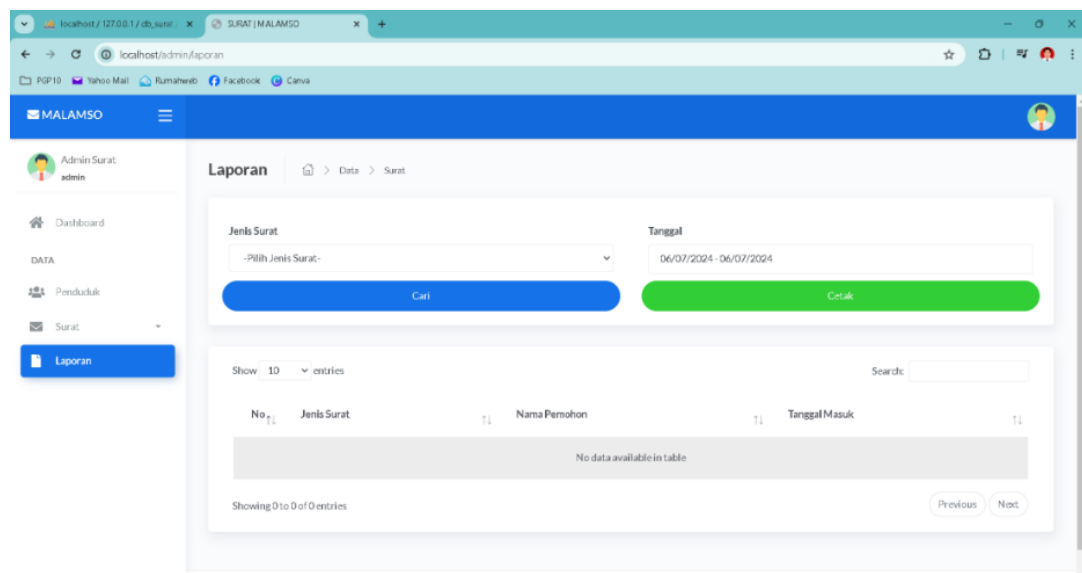 localhost / 127.0.0.1 / db_surat
SURAT | MALAMSO
localhost/admin/laporan
PGP10 Yahoo Mail Rumahweb Facebook Canva
MALAMSO
Admin Surat
admin
Laporan > Data > Surat
Dashboard
DATA
Penduduk
Surat
Laporan
Jenis Surat Tanggal
-Pilih Jenis Surat- 06/07/2024 - 06/07/2024
Cari Cetak
Show 10 entries Search:
No Jenis Surat Nama Pemohon Tanggal Masuk
No data available in table
Showing 0 to 0 of 0 entries Previous Next